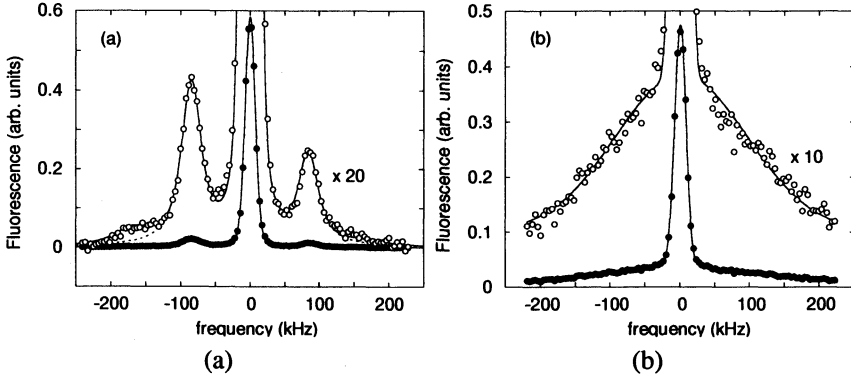 (a)
Fluorescence (arb. units)
0.6
0.4
0.2
0
x 20
-200 -100 0 100 200
frequency (kHz)
(a)
(b)
Fluorescence (arb. units)
0.5
0.4
0.3
0.2
0.1
0
x 10
-200 -100 0 100 200
frequency (kHz)
(b)